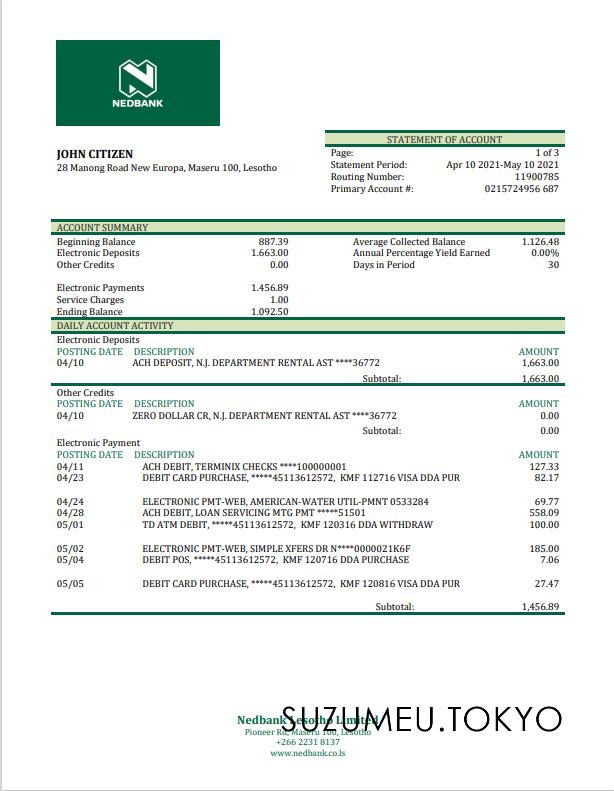 NEDBANK
STATEMENT OF ACCOUNT
JOHN CITIZEN
28 Manong Road New Europa, Maseru 100, Lesotho
Page: 1 of 3
Statement Period: Apr 10 2021-May 10 2021
Routing Number: 11900785
Primary Account #: 0215724956 687
ACCOUNT SUMMARY
Beginning Balance 887.39 Average Collected Balance 1.126.48
Electronic Deposits 1.663.00 Annual Percentage Yield Earned 0.00%
Other Credits 0.00 Days in Period 30
Electronic Payments 1.456.89
Service Charges 1.00
Ending Balance 1.092.50
DAILY ACCOUNT ACTIVITY
Electronic Deposits
POSTING DATE DESCRIPTION AMOUNT
04/10 ACH DEPOSIT, N.J. DEPARTMENT RENTAL AST ****36772 1,663.00
Subtotal: 1,663.00
Other Credits
POSTING DATE DESCRIPTION AMOUNT
04/10 ZERO DOLLAR CR, N.J. DEPARTMENT RENTAL AST ****36772 0.00
Subtotal: 0.00
Electronic Payment
POSTING DATE DESCRIPTION AMOUNT
04/11 ACH DEBIT, TERMINIX CHECKS ****100000001 127.33
04/23 DEBIT CARD PURCHASE, *****45113612572, KMF 112716 VISA DDA PUR 82.17
04/24 ELECTRONIC PMT-WEB, AMERICAN-WATER UTIL-PMNT 0533284 69.77
04/28 ACH DEBIT, LOAN SERVICING MTG PMT *****51501 558.09
05/01 TD ATM DEBIT, *****45113612572, KMF 120316 DDA WITHDRAW 100.00
05/02 ELECTRONIC PMT-WEB, SIMPLE XFERS DR N****0000021K6F 185.00
05/04 DEBIT POS, *****45113612572, KMF 120716 DDA PURCHASE 7.06
05/05 DEBIT CARD PURCHASE, *****45113612572, KMF 120816 VISA DDA PUR 27.47
Subtotal: 1,456.89
Nedbank Lesotho Limited
SUZUMEU.TOKYO
Pioneer Rd, Maseru 100, Lesotho
+266 2231 8137
www.nedbank.co.ls